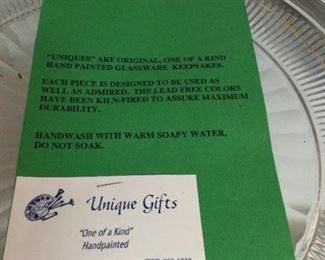 "UNIQUES" ARE ORIGINAL, ONE OF A KIND
HAND PAINTED GLASSWARE KEEPSAKES.
EACH PIECE IS DESIGNED TO BE USED AS
WELL AS ADMIRED. THE LEAD FREE COLORS
HAVE BEEN KILN-FIRED TO ASSURE MAXIMUM
DURABILITY.
HANDWASH WITH WARM SOAPY WATER,
DO NOT SOAK.
Unique Gifts
"One of a Kind"
Handpainted